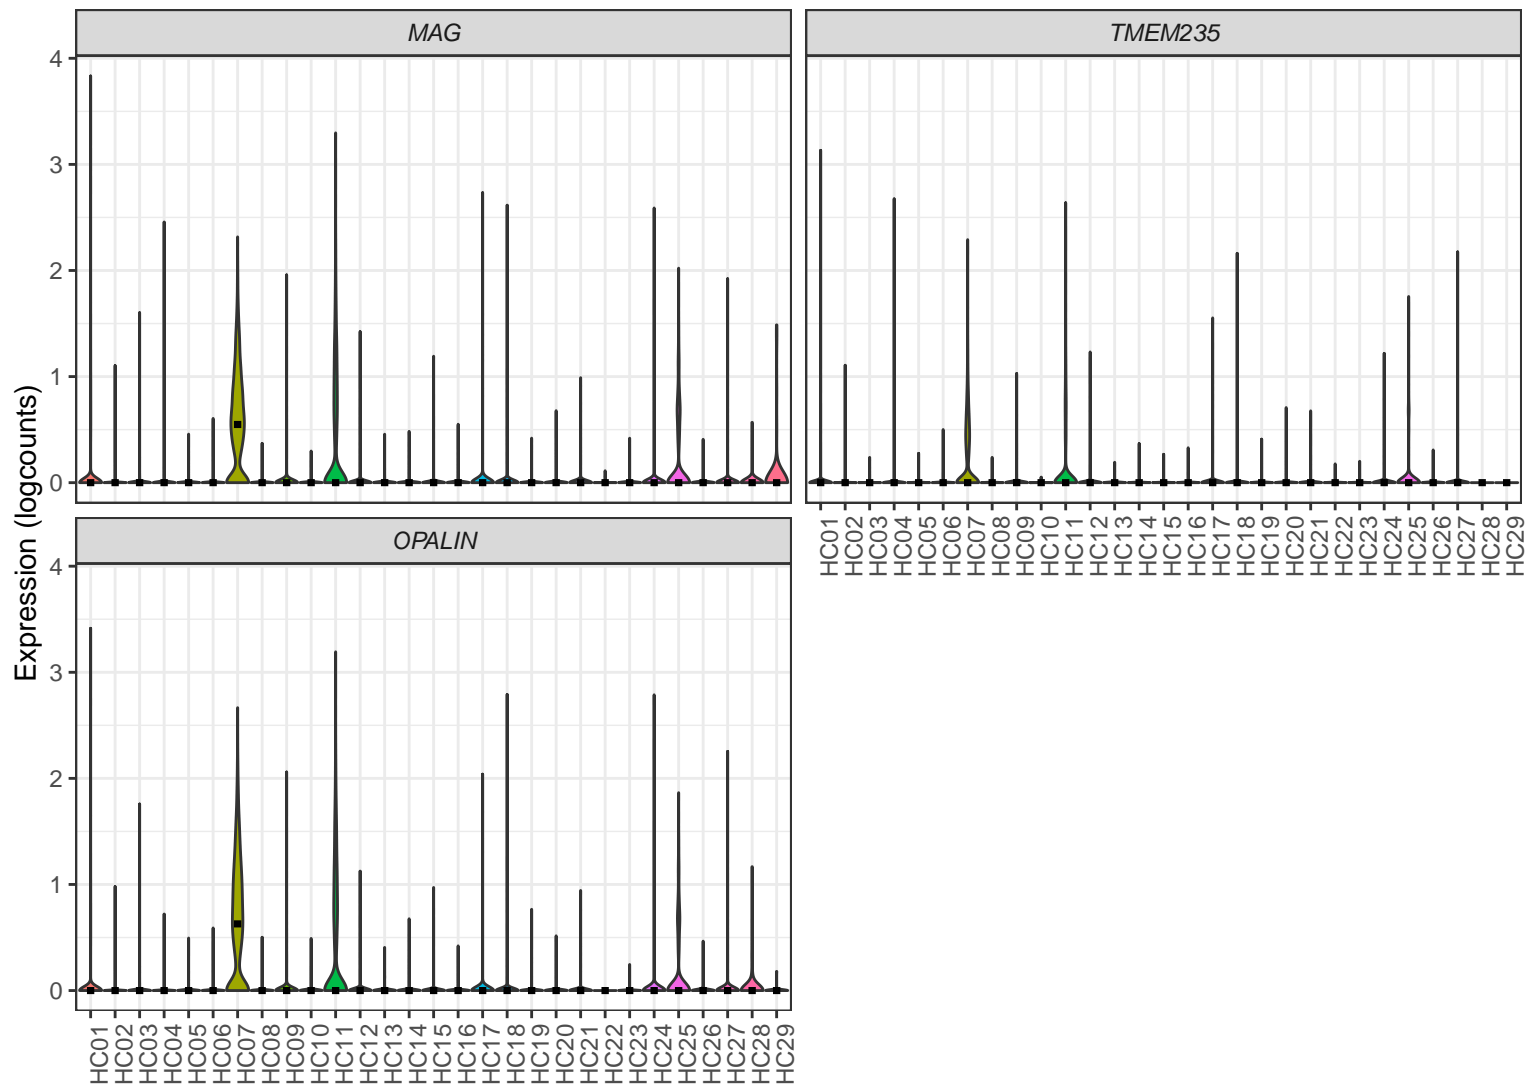 MAG
TMEM235
4
3
2
1
0
HC01 HC02 HC03 HC04 HC05 HC06 HC07 HC08 HC09 HC10 HC11 HC12 HC13 HC14 HC15 HC16 HC17 HC18 HC19 HC20 HC21 HC22 HC23 HC24 HC25 HC26 HC27 HC28 HC29
Expression (logcounts)
OPALIN
4
3
2
1
0
HC01 HC02 HC03 HC04 HC05 HC06 HC07 HC08 HC09 HC10 HC11 HC12 HC13 HC14 HC15 HC16 HC17 HC18 HC19 HC20 HC21 HC22 HC23 HC24 HC25 HC26 HC27 HC28 HC29